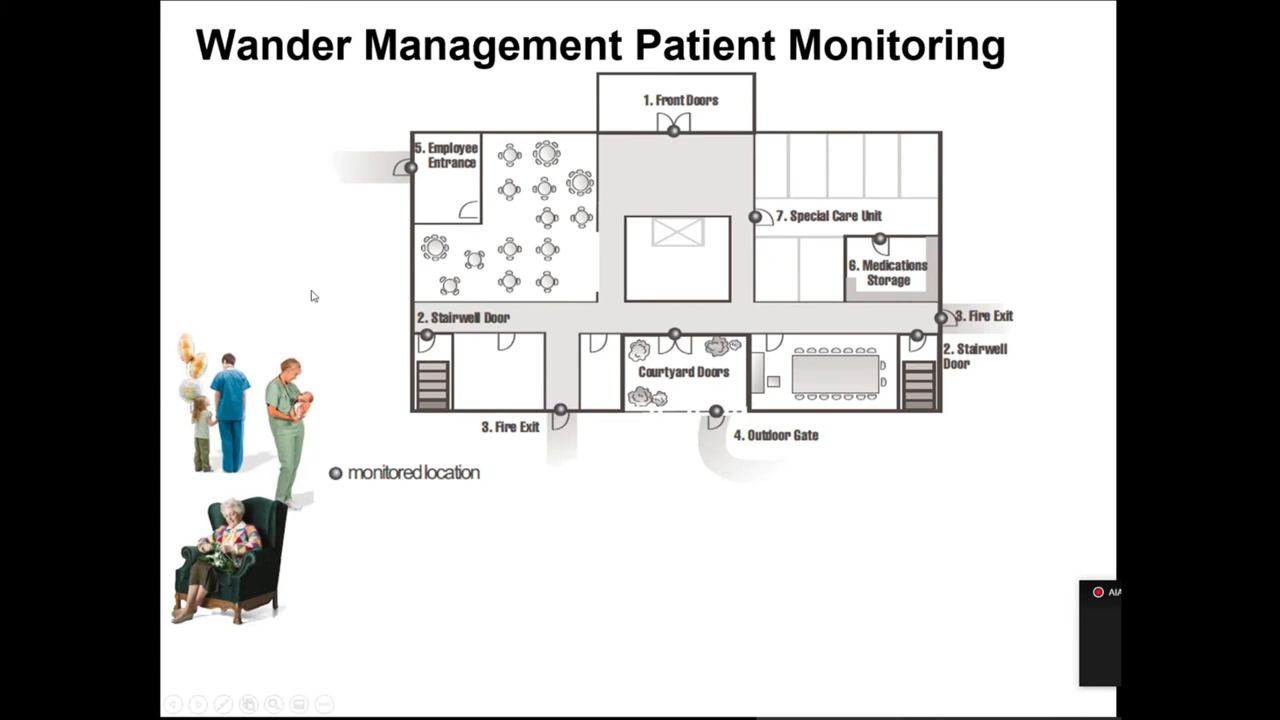 Wander Management Patient Monitoring
1. Front Doors
5. Employee
Entrance
7. Special Care Unit
6. Medications
Storage
2. Stairwell Door
3. Fire Exit
2. Stairwell
Door
Courtyard Doors
3. Fire Exit
4. Outdoor Gate
monitored location
AIA